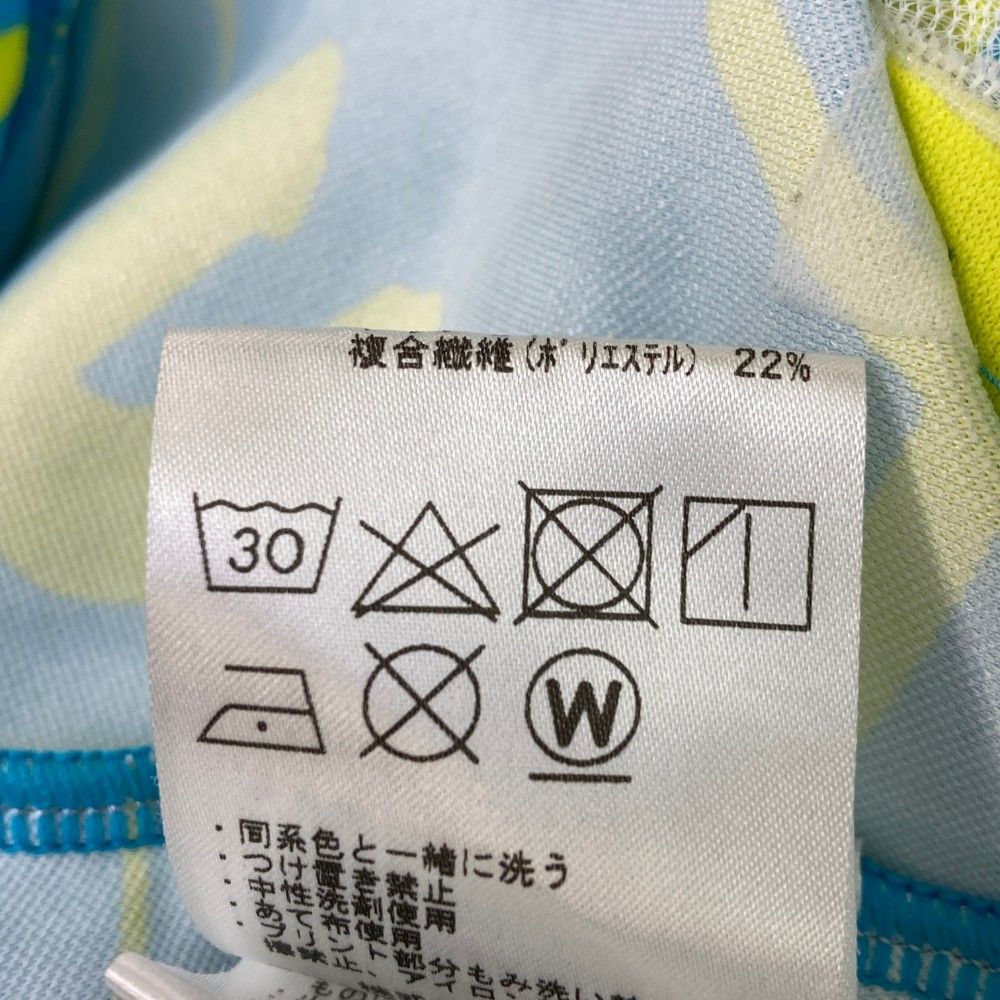 複合繊維(ポリエステル) 22%
30
W
・同系色と一緒に洗う
・つけ置き禁止
・中性洗剤使用
・あて布使用